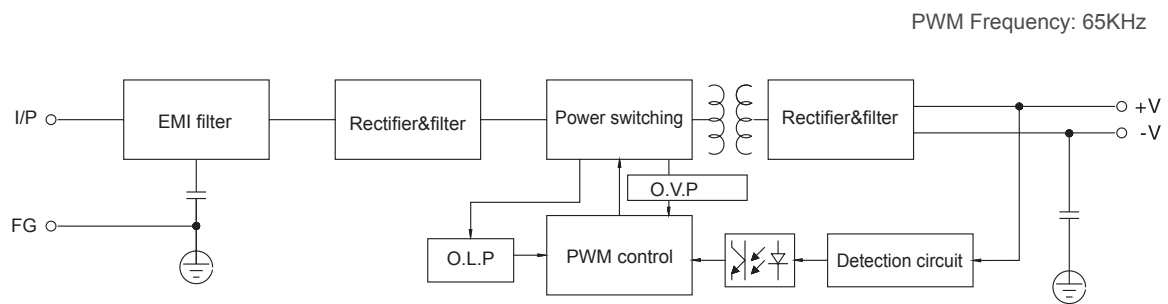 PWM Frequency: 65KHz
I/P
EMI filter
Rectifier&filter
Power switching
Rectifier&filter
+V
-V
O.V.P
FG
O.L.P
PWM control
Detection circuit